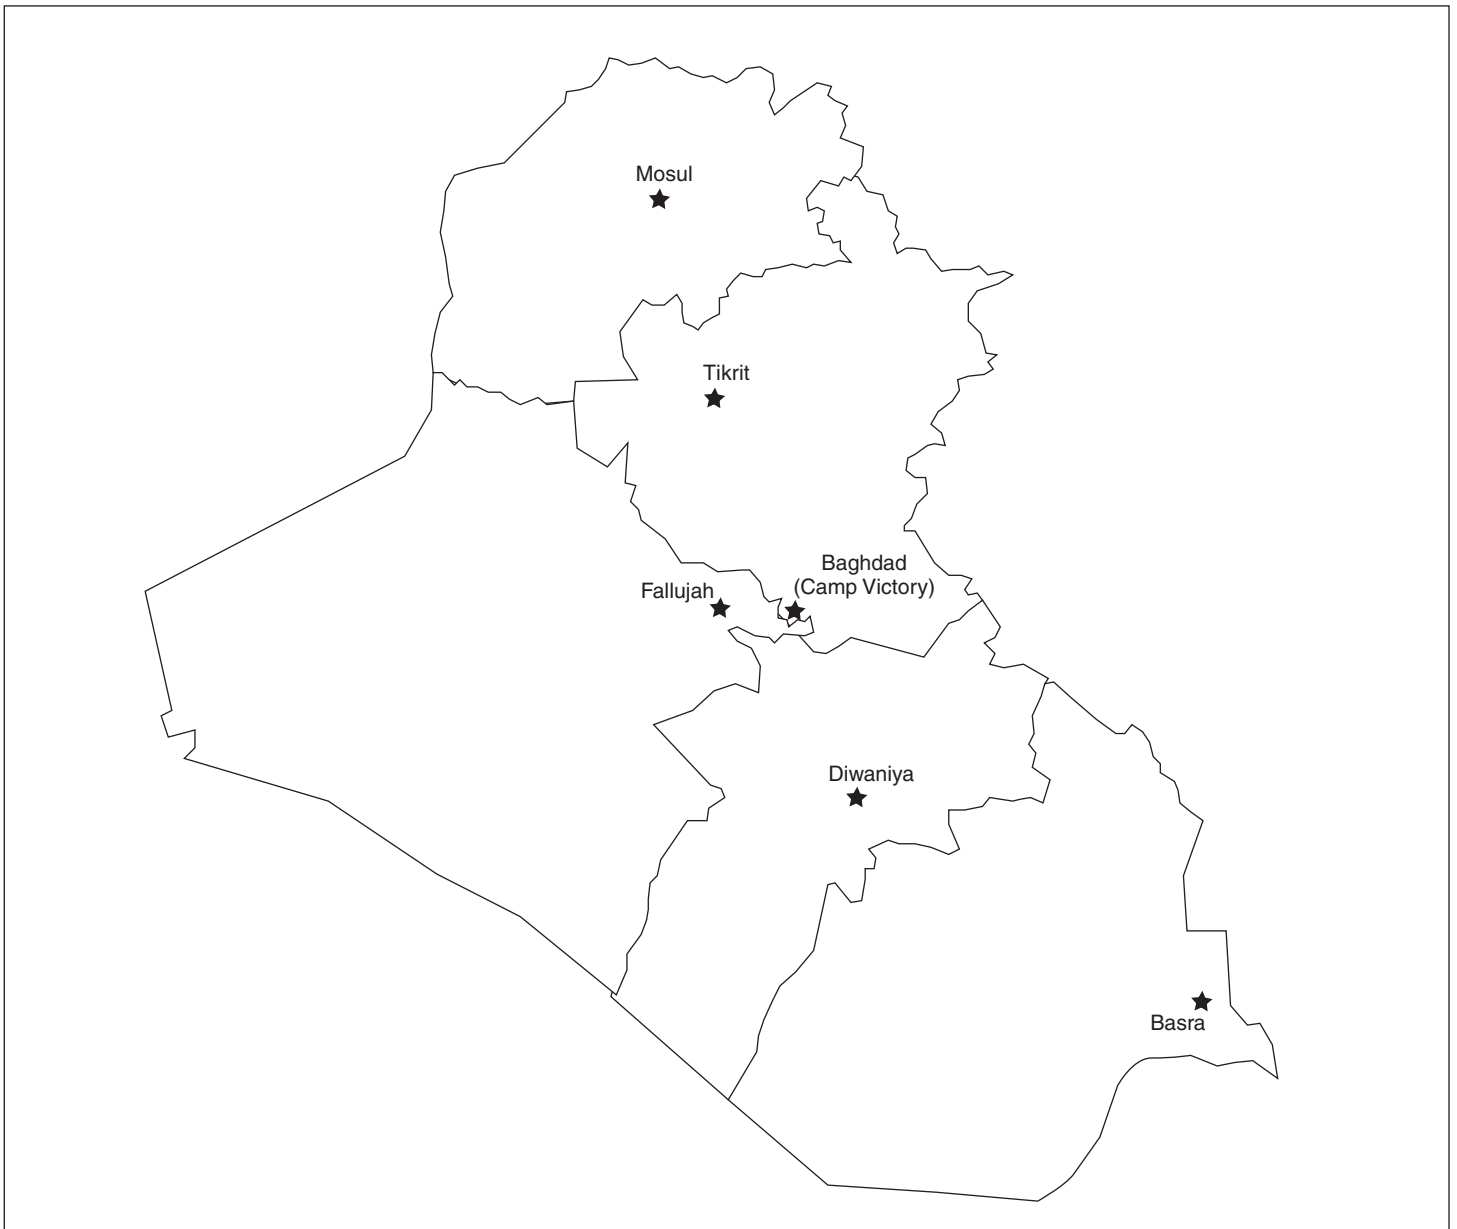 Mosul
Tikrit
Baghdad
(Camp Victory)
Fallujah
Diwaniya
Basra